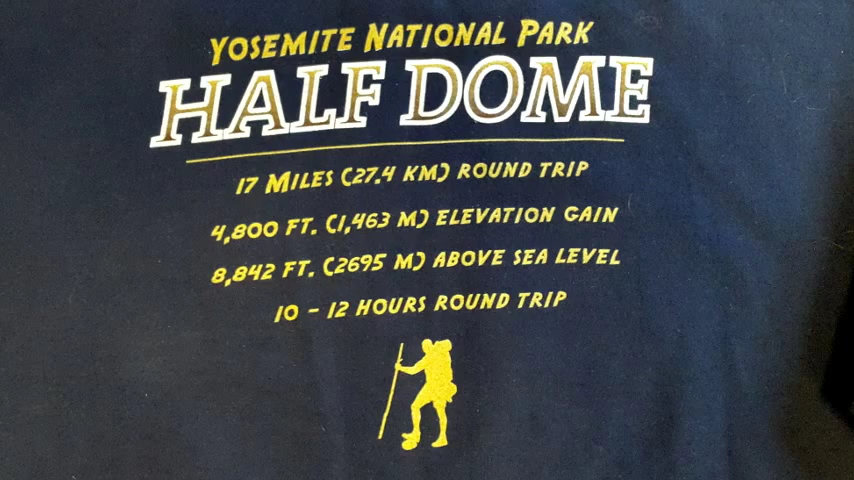 YOSEMITE NATIONAL PARK
HALF DOME
17 MILES (27.4 KM) ROUND TRIP
4,800 FT. (1,463 M) ELEVATION GAIN
8,842 FT. (2695 M) ABOVE SEA LEVEL
10 - 12 HOURS ROUND TRIP